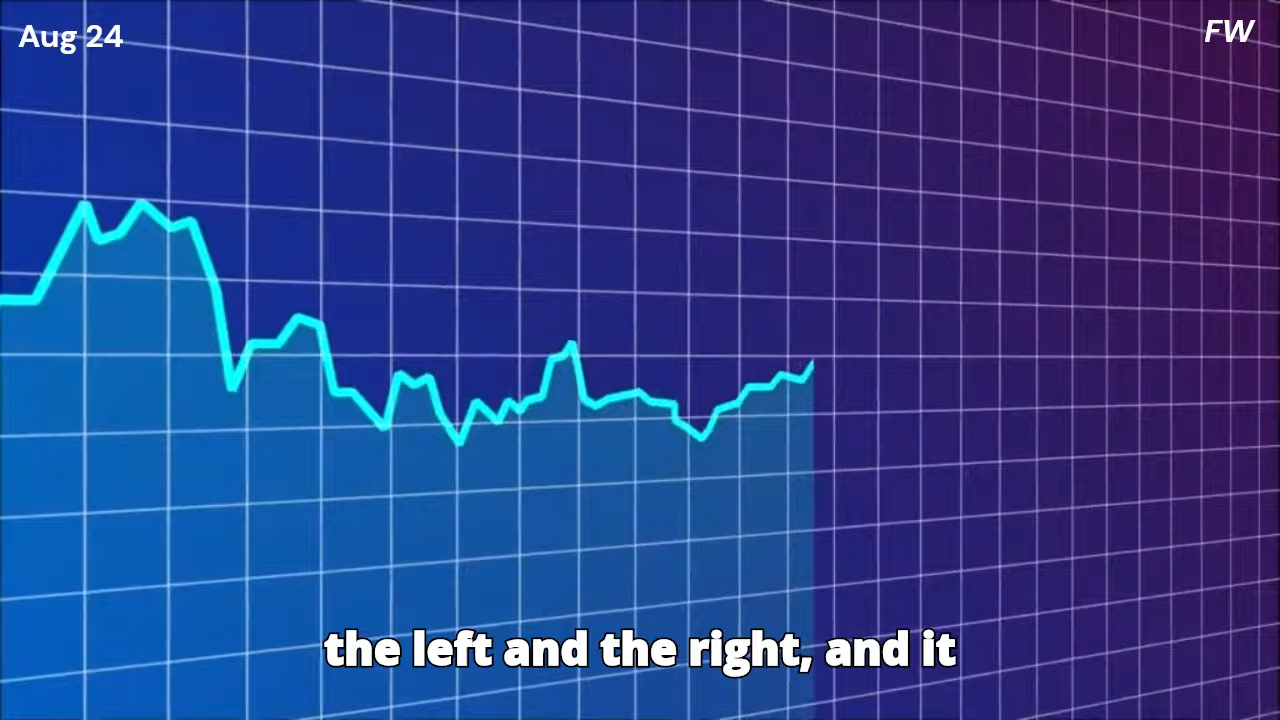 Aug 24
FW
the left and the right, and it